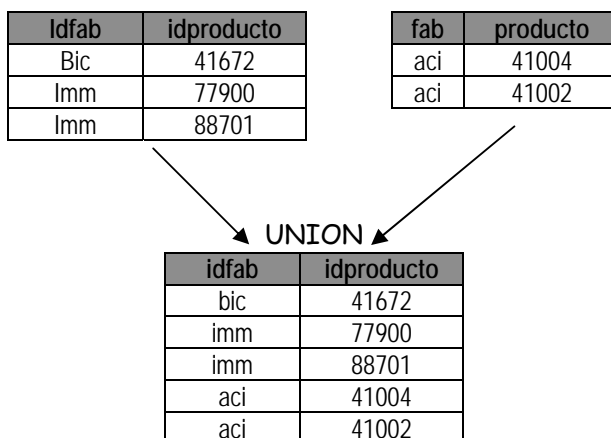 Idfab idproducto
Bic 41672
Imm 77900
Imm 88701
fab producto
aci 41004
aci 41002
UNION
idfab idproducto
bic 41672
imm 77900
imm 88701
aci 41004
aci 41002